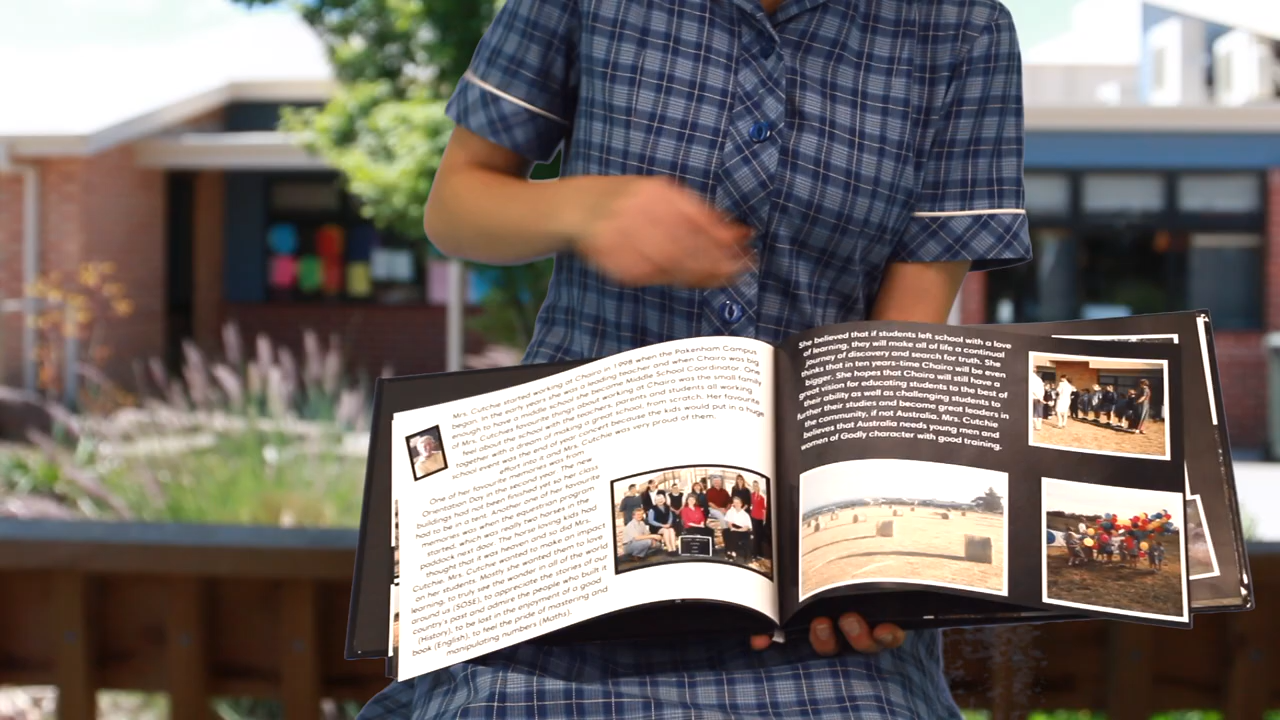 Mrs. Cutchie started working at Chairo in 1998 when the Pakenham Campus
began. In the early years she was a leading teacher and when Chairo was big
enough to have a middle school she became Middle School Coordinator. One
of Mrs. Cutchies favourite things about working at Chairo was the small family
feel about the school with the teachers, parents and students all working
together with a dream of making a great school, from scratch. Her favourite
school event was the end of year concert because the kids would put in a huge
effort into it and Mrs. Cutchie was very proud of them.
One of her favourite memories was from
Orientation Day in the second year. The new
buildings had not been finished yet so her class
had to be in a tent. Another one of her favourite
memories was when the equestrian program
started, which was really two horses in the
paddock next door. The horse loving kids had
thought that it was heaven and so did Mrs.
Cutchie. Mrs. Cutchie wanted to make an impact
on her students. Mostly she wanted them to love
learning, to truly see the wonder in all of the world
around us (SOSE), to appreciate the stories of our
country's past and admire the people who built it
(History), to be lost in the enjoyment of a good
book (English), to feel the pride of mastering and
manipulating numbers (Maths).
She believed that if students left school with a love
of learning, they will make all of life a continual
journey of discovery and search for truth. She
thinks that in ten years-time Chairo will be even
bigger. She hopes that Chairo will still have a
great vision for educating students to the best of
their ability as well as challenging students to
further their studies and become great leaders in
the community, if not Australia. Mrs. Cutchie
believes that Australia needs young men and
women of Godly character with good training.